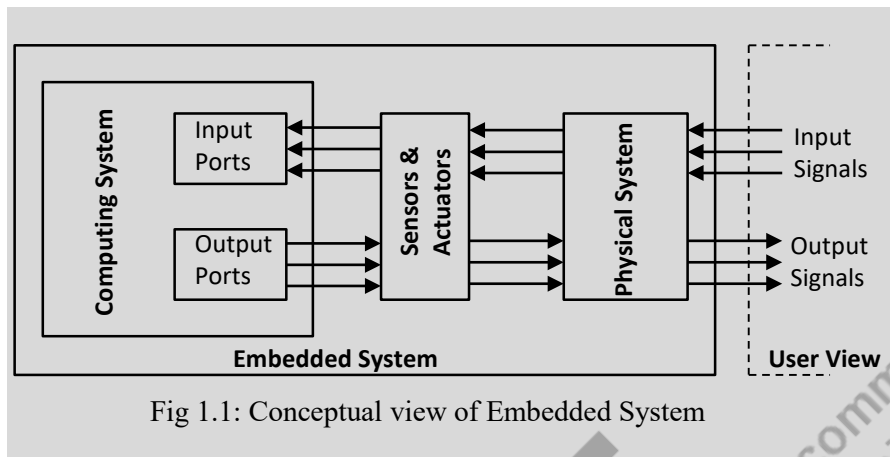 Computing System
Input
Ports
Output
Ports
Sensors &
Actuators
Physical System
Input
Signals
Output
Signals
Embedded System
User View
Fig 1.1: Conceptual view of Embedded System